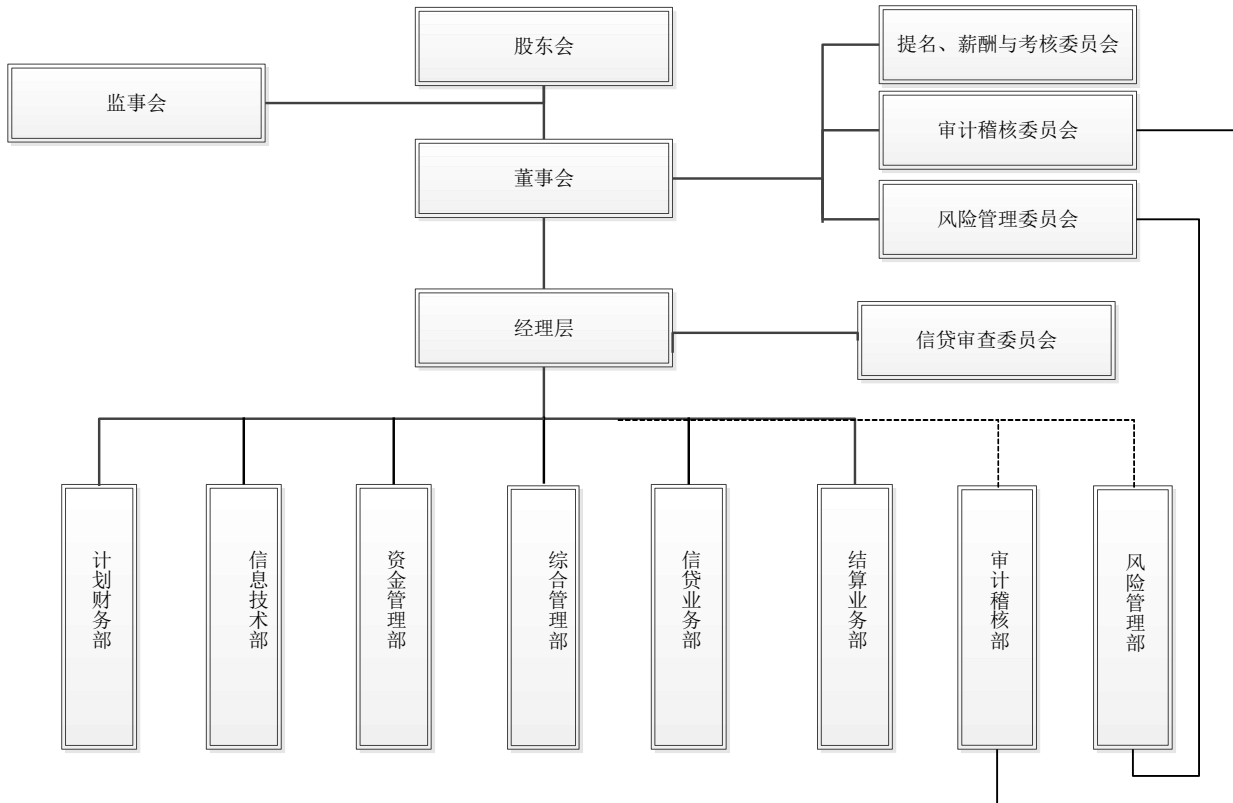 股东会
提名、薪酬与考核委员会
监事会
审计稽核委员会
董事会
风险管理委员会
经理层
信贷审查委员会
计划财务部
信息技术部
资金管理部
综合管理部
信贷业务部
结算业务部
审计稽核部
风险管理部